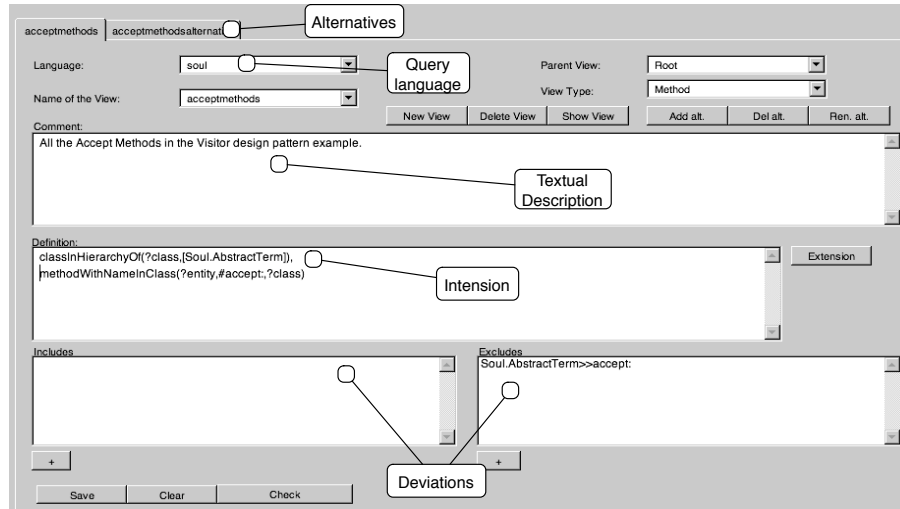 Alternatives
acceptmethods acceptmethodsalternati
Language: soul
Query
language
Parent View: Root
Name of the View: acceptmethods
View Type: Method
New View Delete View Show View Add alt. Del alt. Ren. alt.
Comment:
All the Accept Methods in the Visitor design pattern example.
Textual
Description
Definition:
classInHierarchyOf(?class,[Soul.AbstractTerm]),
methodWithNameInClass(?entity,#accept:,?class)
Extension
Intension
Includes Excludes
Soul.AbstractTerm>>accept:
+ +
Deviations
Save Clear Check